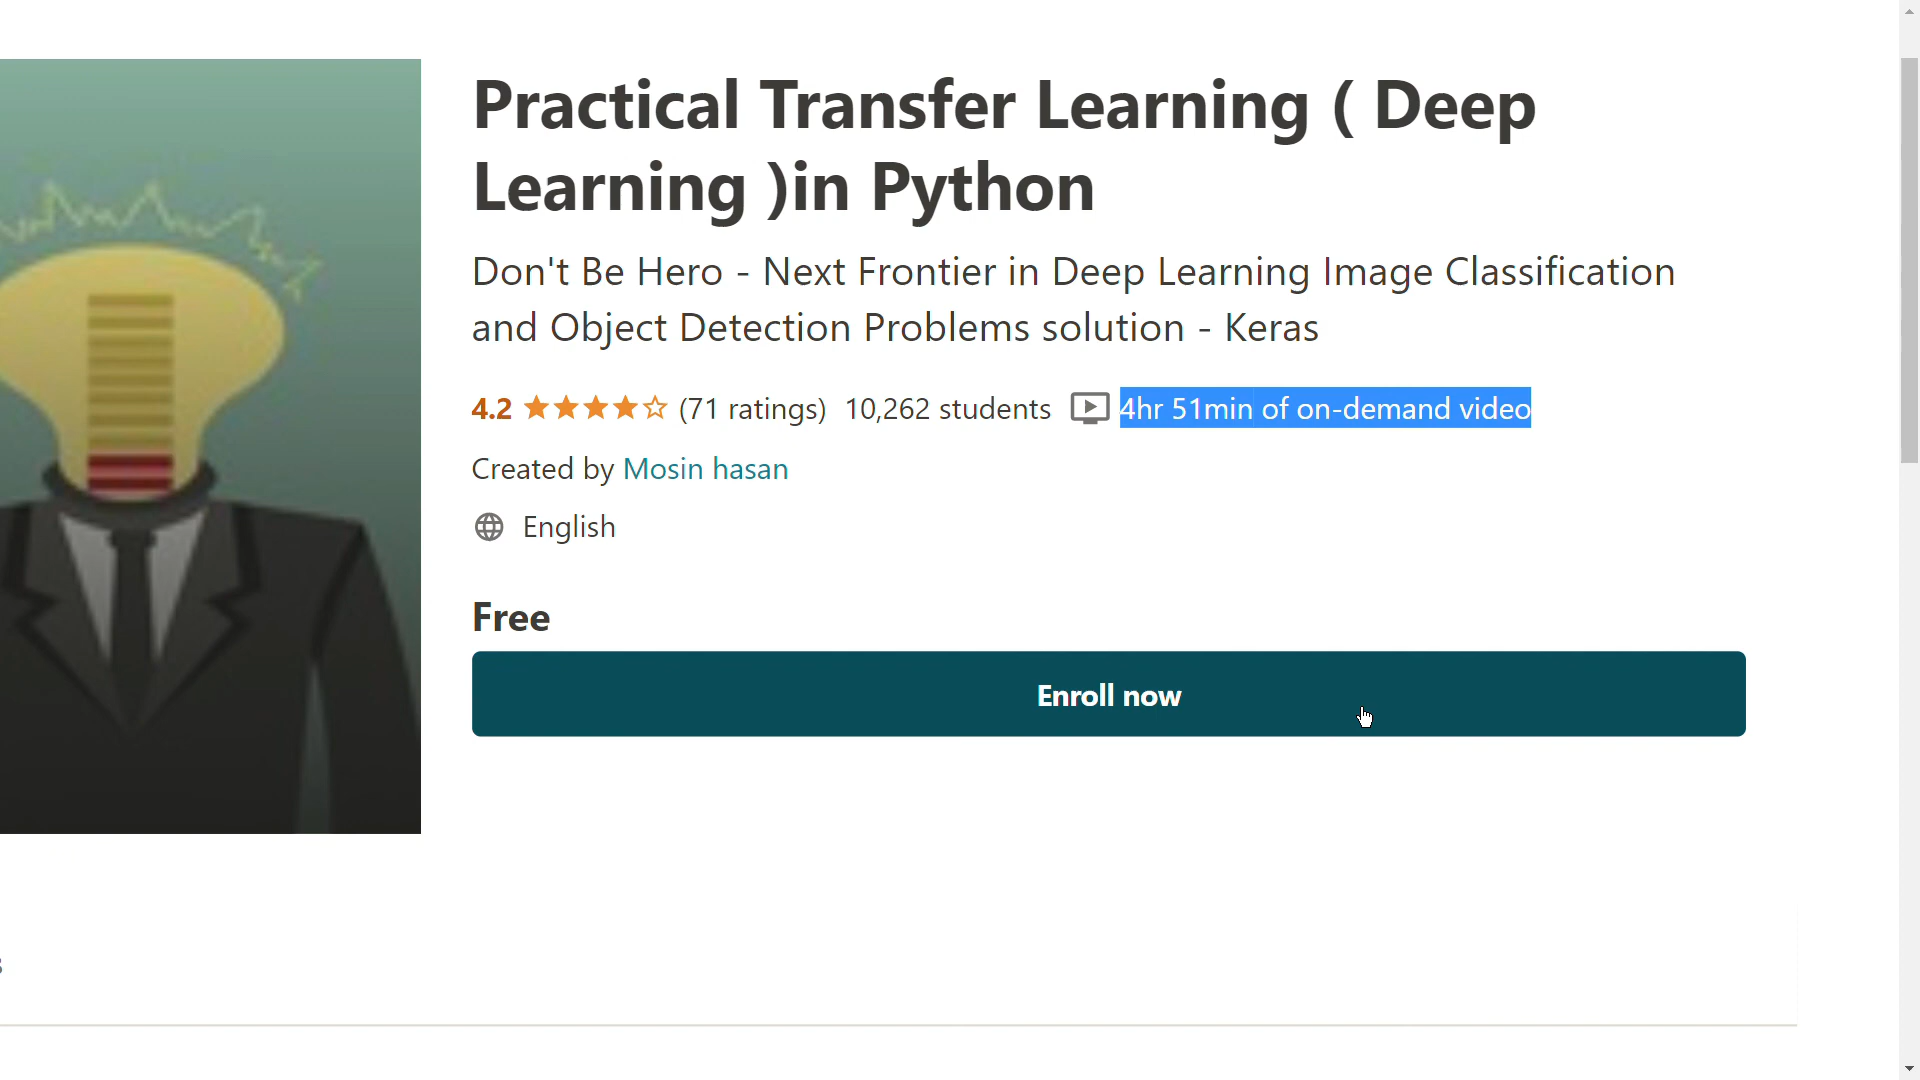 Practical Transfer Learning ( Deep
Learning )in Python
Don't Be Hero - Next Frontier in Deep Learning Image Classification
and Object Detection Problems solution - Keras
4.2 (71 ratings) 10,262 students 4hr 51min of on-demand video
Created by Mosin hasan
English
Free
Enroll now